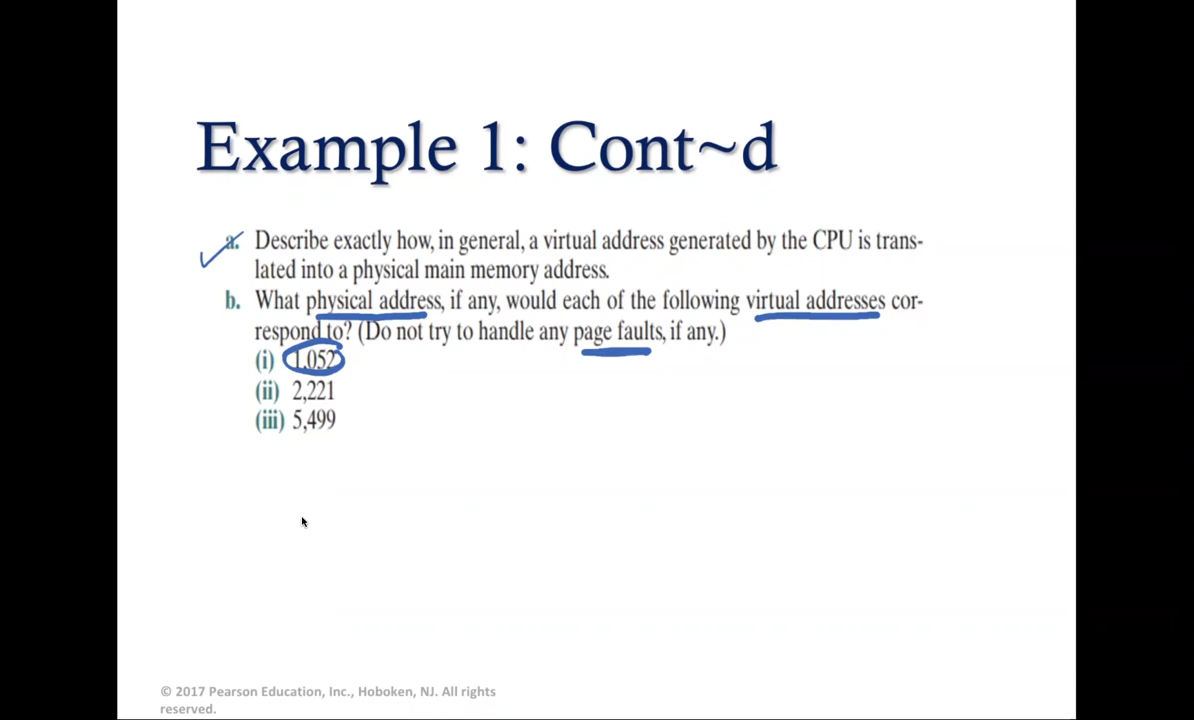 Example 1: Cont~d
a. Describe exactly how, in general, a virtual address generated by the CPU is trans-
lated into a physical main memory address.
b. What physical address, if any, would each of the following virtual addresses cor-
respond to? (Do not try to handle any page faults, if any.)
(i) 1,052
(ii) 2,221
(iii) 5,499
© 2017 Pearson Education, Inc., Hoboken, NJ. All rights
reserved.